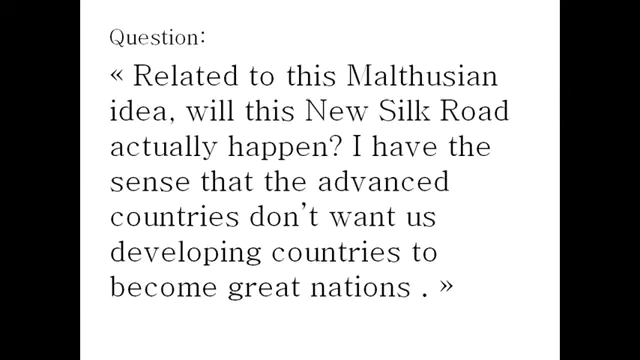 Question:
« Related to this Malthusian
idea, will this New Silk Road
actually happen? I have the
sense that the advanced
countries don’t want us
developing countries to
become great nations . »